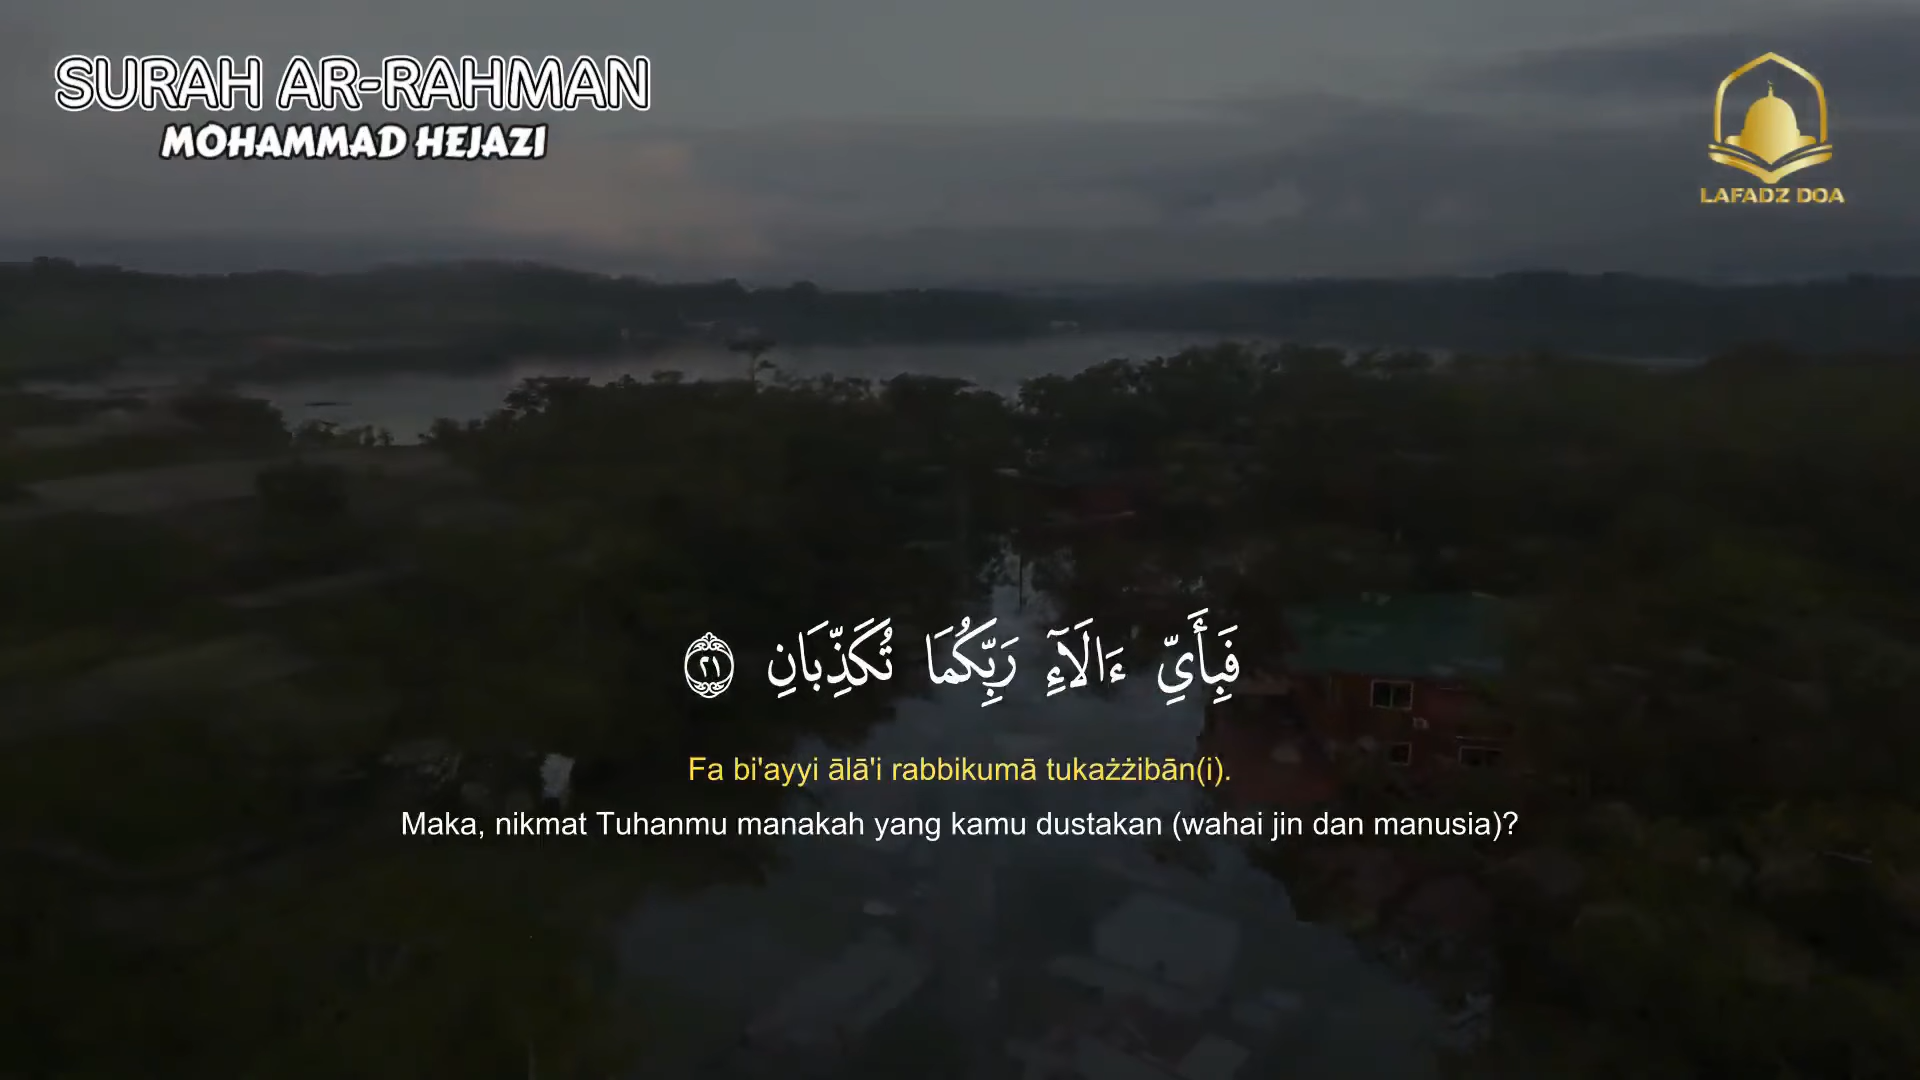 SURAH AR-RAHMAN
MOHAMMAD HEJAZI
LAFADZ DOA
فَبِأَيِّ ءَالَآءِ رَبِّكُمَا تُكَذِّبَانِ ٢١
Fa bi'ayyi ālā'i rabbikumā tukażżibān(i).
Maka, nikmat Tuhanmu manakah yang kamu dustakan (wahai jin dan manusia)?